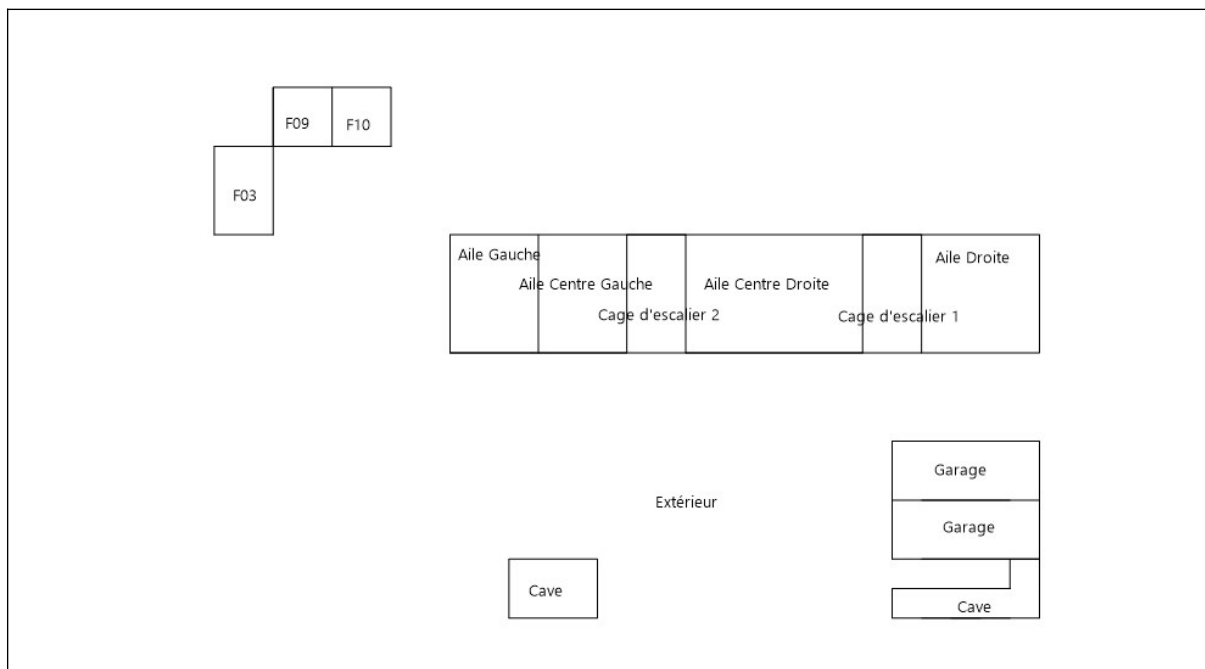 F09
F10
F03
Aile Gauche
Aile Centre Gauche
Cage d'escalier 2
Aile Centre Droite
Cage d'escalier 1
Aile Droite
Garage
Extérieur
Garage
Cave
Cave